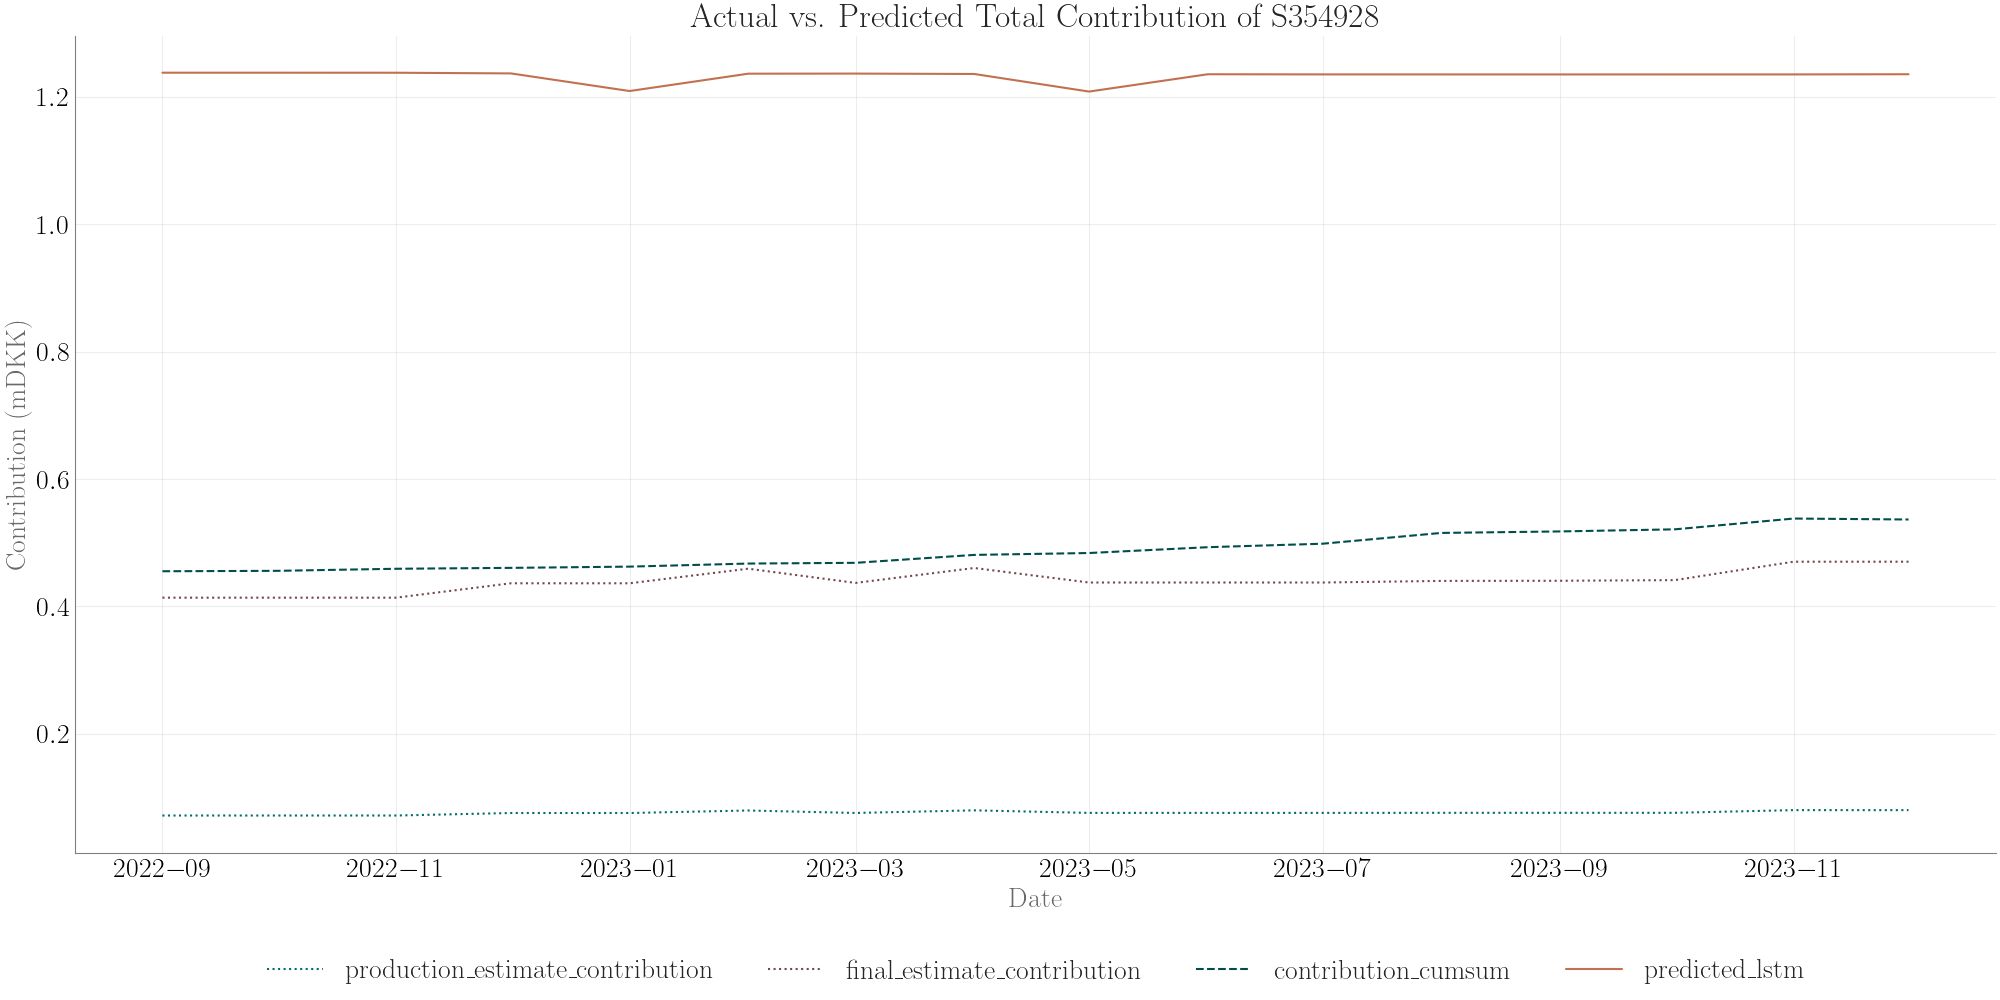 Actual vs. Predicted Total Contribution of S354928
Contribution (mDKK)
1.2
1.0
0.8
0.6
0.4
0.2
2022−09 2022−11 2023−01 2023−03 2023−05 2023−07 2023−09 2023−11
Date
production_estimate_contribution final_estimate_contribution contribution_cumsum predicted_lstm